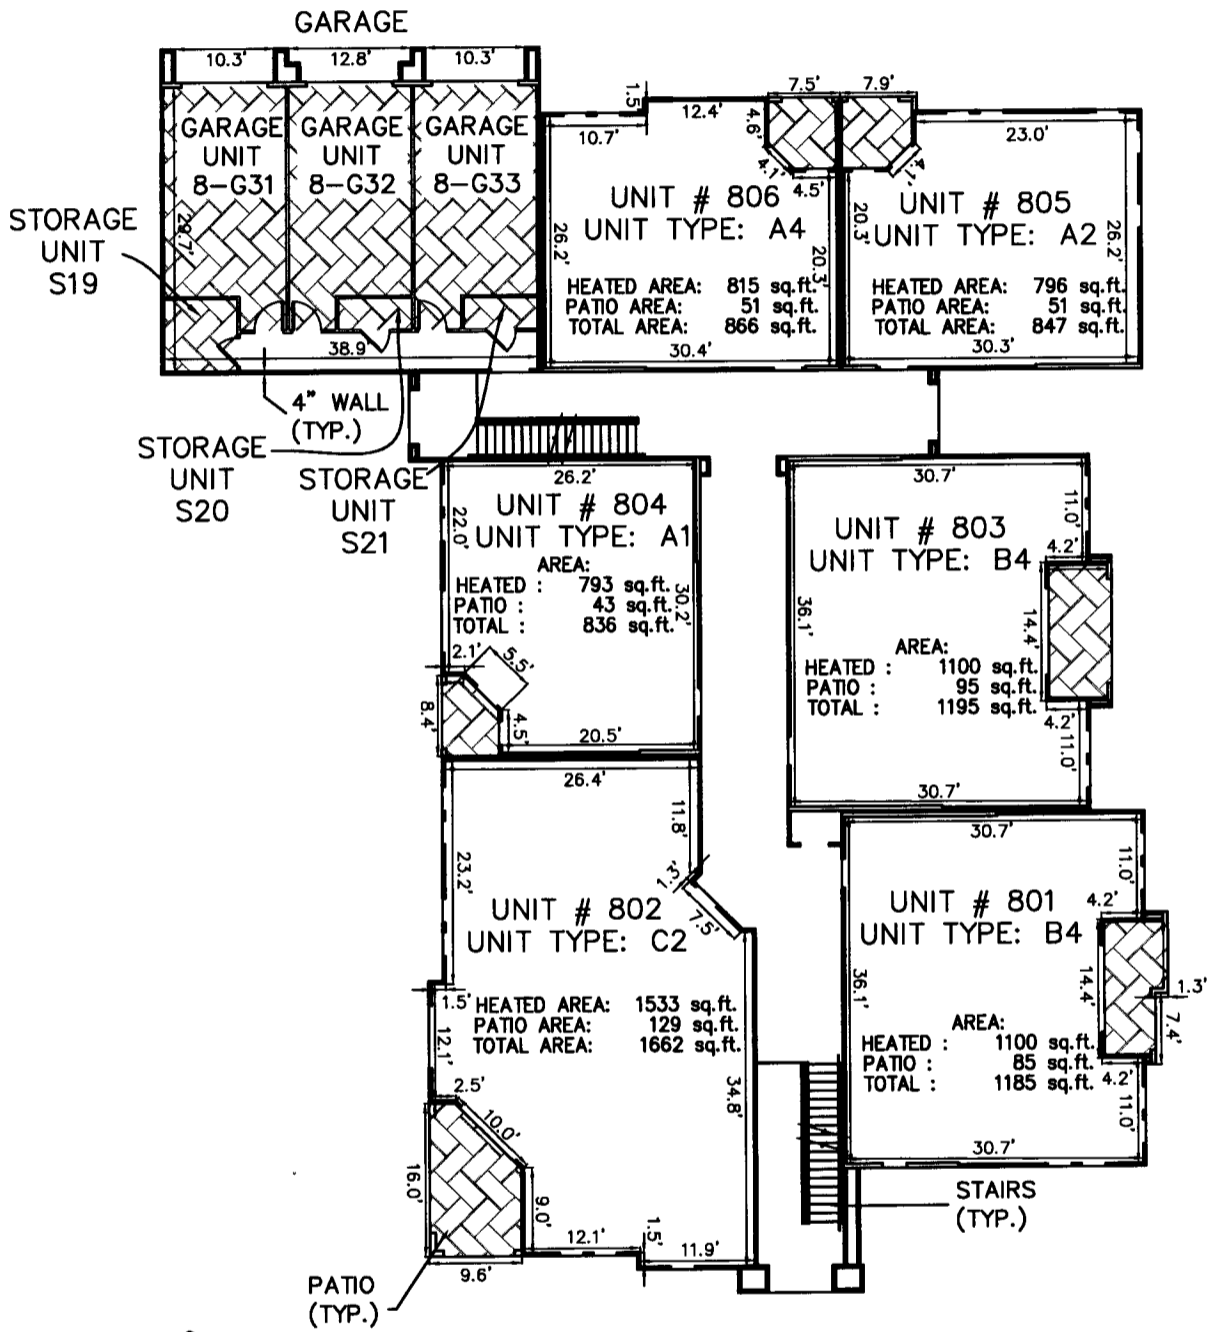 GARAGE
10.3'
12.8'
10.3'
GARAGE
UNIT
8-G31
GARAGE
UNIT
8-G32
GARAGE
UNIT
8-G33
29.7'
STORAGE
UNIT
S19
38.9'
4" WALL
(TYP.)
STORAGE
UNIT
S20
STORAGE
UNIT
S21
1.5'
12.4'
10.7'
7.5'
4.6'
4.1'
4.5'
26.2'
20.3'
UNIT # 806
UNIT TYPE: A4
HEATED AREA: 815 sq.ft.
PATIO AREA: 51 sq.ft.
TOTAL AREA: 866 sq.ft.
30.4'
7.9'
23.0'
4.1'
20.3'
26.2'
UNIT # 805
UNIT TYPE: A2
HEATED AREA: 796 sq.ft.
PATIO AREA: 51 sq.ft.
TOTAL AREA: 847 sq.ft.
30.3'
26.2'
UNIT # 804
UNIT TYPE: A1
22.0'
AREA:
HEATED : 793 sq.ft.
PATIO : 43 sq.ft.
TOTAL : 836 sq.ft.
30.2'
2.1'
5.5'
8.4'
4.5'
20.5'
30.7'
11.0'
UNIT # 803
UNIT TYPE: B4
4.2'
36.1'
14.4'
AREA:
HEATED : 1100 sq.ft.
PATIO : 95 sq.ft.
TOTAL : 1195 sq.ft.
4.2'
11.0'
30.7'
26.4'
11.8'
23.2'
1.3'
7.5'
UNIT # 802
UNIT TYPE: C2
1.5'
HEATED AREA: 1533 sq.ft.
PATIO AREA: 129 sq.ft.
TOTAL AREA: 1662 sq.ft.
12.1'
34.8'
2.5'
10.0'
16.0'
9.0'
12.1'
1.5'
11.9'
9.6'
PATIO
(TYP.)
30.7'
11.0'
UNIT # 801
UNIT TYPE: B4
4.2'
36.1'
14.4'
1.3'
7.4'
AREA:
HEATED : 1100 sq.ft.
PATIO : 85 sq.ft.
TOTAL : 1185 sq.ft.
4.2'
11.0'
30.7'
STAIRS
(TYP.)